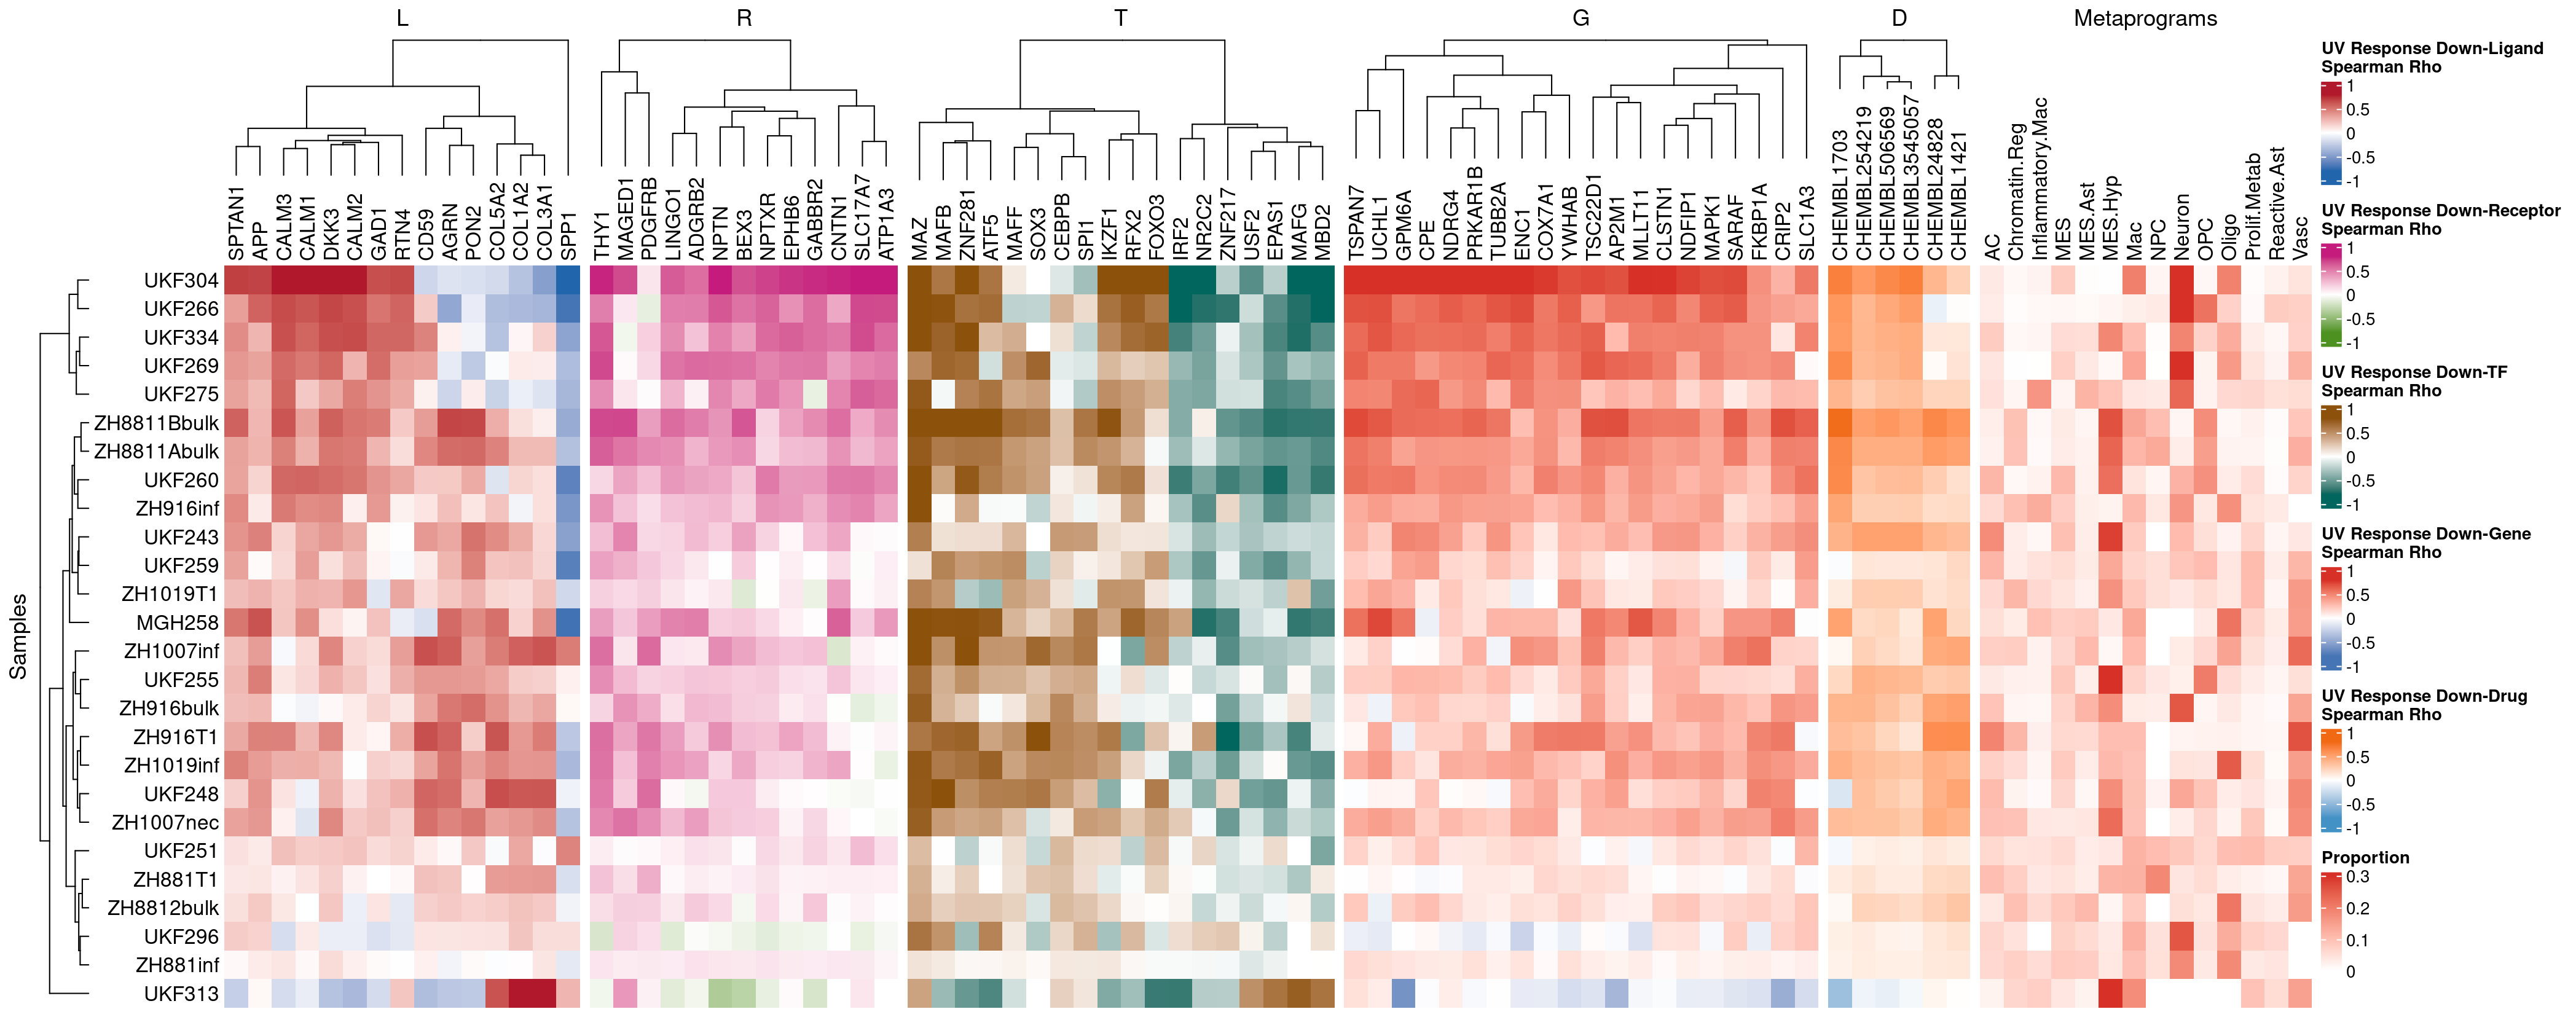 L R T G D Metaprograms
SPTAN1 APP CALM3 CALM1 DKK3 CALM2 GAD1 RTN4 CD59 AGRN PON2 COL5A2 COL1A2 COL3A1 SPP1
THY1 MAGED1 PDGFRB LINGO1 ADGRB2 NPTN BEX3 NPTXR EPHB6 GABBR2 CNTN1 SLC17A7 ATP1A3
MAZ MAFB ZNF281 ATF5 MAFF SOX3 CEBPB SPI1 IKZF1 RFX2 FOXO3 IRF2 NR2C2 ZNF217 USF2 EPAS1 MAFG MBD2
TSPAN7 UCHL1 GPM6A CPE NDRG4 PRKAR1B TUBB2A ENC1 COX7A1 YWHAB TSC22D1 AP2M1 MLLT11 CLSTN1 NDFIP1 MAPK1 SARAF FKBP1A CRIP2 SLC1A3
CHEMBL1703 CHEMBL254219 CHEMBL506569 CHEMBL3545057 CHEMBL24828 CHEMBL1421
AC Chromatin.Reg Inflammatory.Mac MES MES.Ast MES.Hyp Mac NPC Neuron OPC Oligo Prolif.Metab Reactive.Ast Vasc
Samples
UKF304
UKF266
UKF334
UKF269
UKF275
ZH8811Bbulk
ZH8811Abulk
UKF260
ZH916inf
UKF243
UKF259
ZH1019T1
MGH258
ZH1007inf
UKF255
ZH916bulk
ZH916T1
ZH1019inf
UKF248
ZH1007nec
UKF251
ZH881T1
ZH8812bulk
UKF296
ZH881inf
UKF313
UV Response Down-Ligand
Spearman Rho
1
0.5
0
-0.5
-1
UV Response Down-Receptor
Spearman Rho
1
0.5
0
-0.5
-1
UV Response Down-TF
Spearman Rho
1
0.5
0
-0.5
-1
UV Response Down-Gene
Spearman Rho
1
0.5
0
-0.5
-1
UV Response Down-Drug
Spearman Rho
1
0.5
0
-0.5
-1
Proportion
0.3
0.2
0.1
0